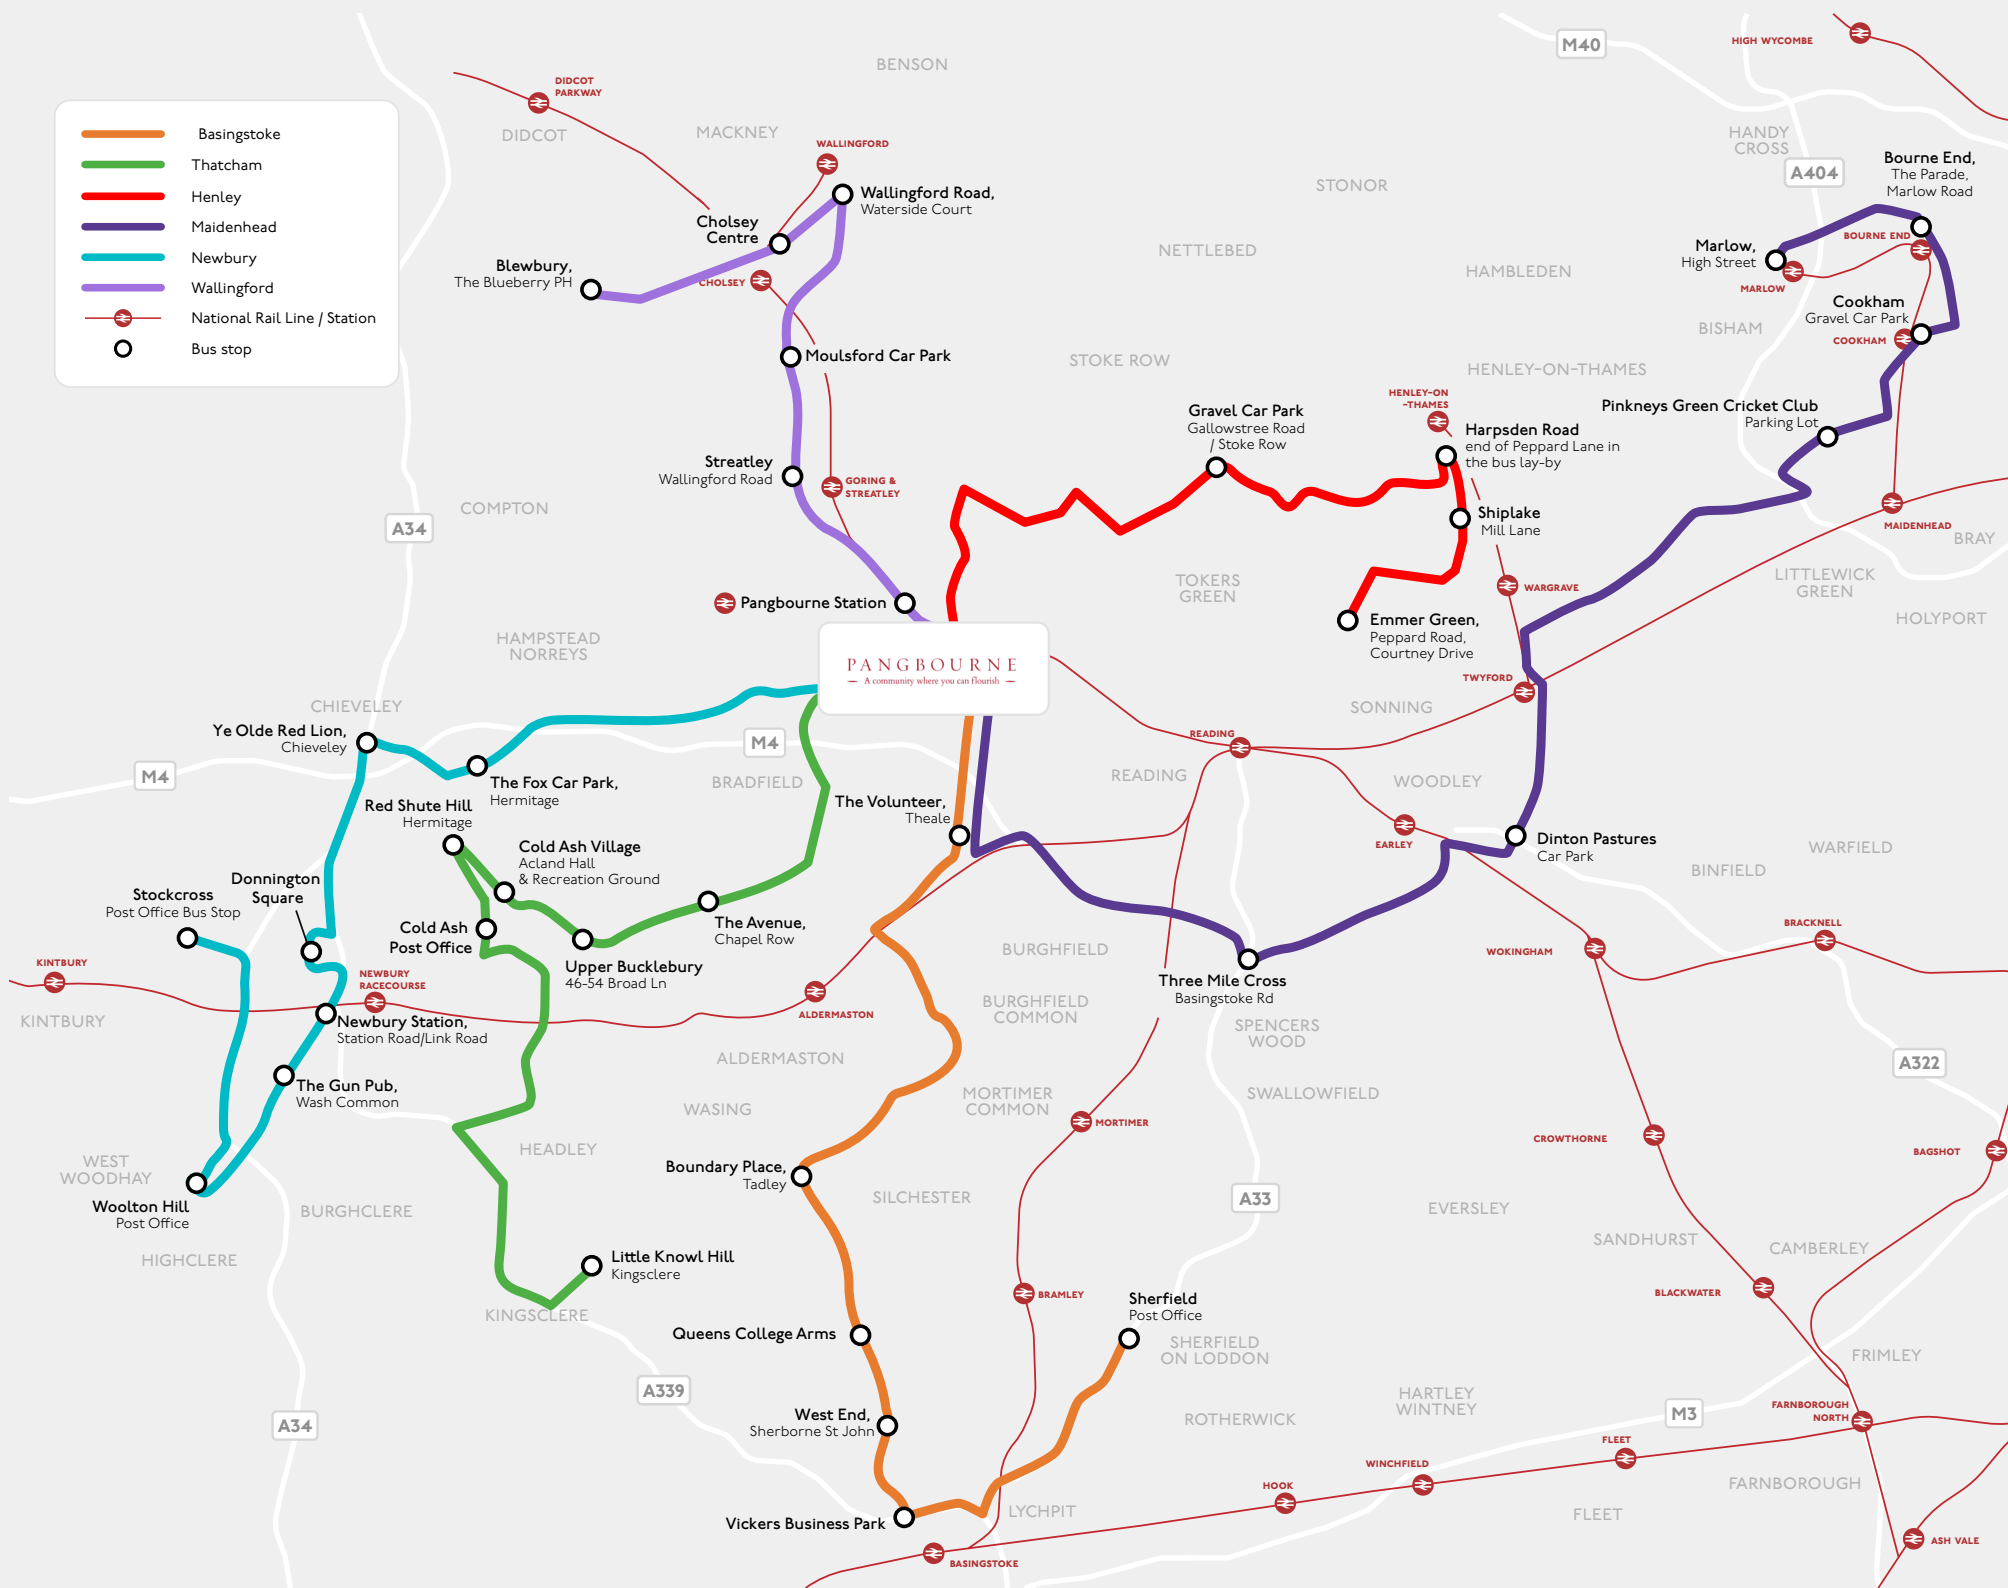 Basingstoke
Thatcham
Henley
Maidenhead
Newbury
Wallingford
National Rail Line / Station
Bus stop
BENSON
M40
HIGH WYCOMBE
DIDCOT
PARKWAY
DIDCOT
MACKNEY
WALLINGFORD
HANDY
CROSS
A404
Bourne End,
The Parade,
Marlow Road
STONOR
Wallingford Road,
Waterside Court
Cholsey
Centre
Blewbury,
The Blueberry PH
CHOLSEY
NETTLEBED
HAMBLEDEN
BOURNE END
Marlow,
High Street
MARLOW
Cookham
Gravel Car Park
COOKHAM
BISHAM
Moulsford Car Park
STOKE ROW
HENLEY-ON-THAMES
HENLEY-ON
-THAMES
Gravel Car Park
Gallowstree Road
/ Stoke Row
Harpsden Road
end of Peppard Lane in
the bus lay-by
Pinkneys Green Cricket Club
Parking Lot
Streatley
Wallingford Road
GORING &
STREATLEY
COMPTON
A34
Shiplake
Mill Lane
MAIDENHEAD
BRAY
TOKERS
GREEN
WARGRAVE
LITTLEWICK
GREEN
HOLYPORT
Pangbourne Station
Emmer Green,
Peppard Road,
Courtney Drive
HAMPSTEAD
NORREYS
PANGBOURNE
A community where you can flourish
TWYFORD
SONNING
CHIEVELEY
Ye Olde Red Lion,
Chieveley
M4
M4
READING
READING
WOODLEY
The Fox Car Park,
Hermitage
BRADFIELD
Red Shute Hill
Hermitage
The Volunteer,
Theale
EARLEY
Dinton Pastures
Car Park
WARFIELD
BINFIELD
Cold Ash Village
Acland Hall
& Recreation Ground
Donnington
Square
Stockcross
Post Office Bus Stop
Cold Ash
Post Office
The Avenue,
Chapel Row
Upper Bucklebury
46-54 Broad Ln
BURGHFIELD
WOKINGHAM
BRACKNELL
KINTBURY
KINTBURY
NEWBURY
RACECOURSE
Three Mile Cross
Basingstoke Rd
Newbury Station,
Station Road/Link Road
ALDERMASTON
BURGHFIELD
COMMON
SPENCERS
WOOD
ALDERMASTON
A322
The Gun Pub,
Wash Common
WASING
MORTIMER
COMMON
SWALLOWFIELD
MORTIMER
CROWTHORNE
BAGSHOT
HEADLEY
WEST
WOODHAY
Boundary Place,
Tadley
SILCHESTER
A33
EVERSLEY
Woolton Hill
Post Office
BURGHCLERE
HIGHCLERE
SANDHURST
CAMBERLEY
Little Knowl Hill
Kingsclere
KINGSCLERE
BRAMLEY
BLACKWATER
Sherfield
Post Office
SHERFIELD
ON LODDON
Queens College Arms
FRIMLEY
A339
HARTLEY
WINTNEY
M3
FARNBOROUGH
NORTH
A34
West End,
Sherborne St John
ROTHERWICK
FLEET
WINCHFIELD
HOOK
FARNBOROUGH
LYCHPIT
FLEET
Vickers Business Park
BASINGSTOKE
ASH VALE